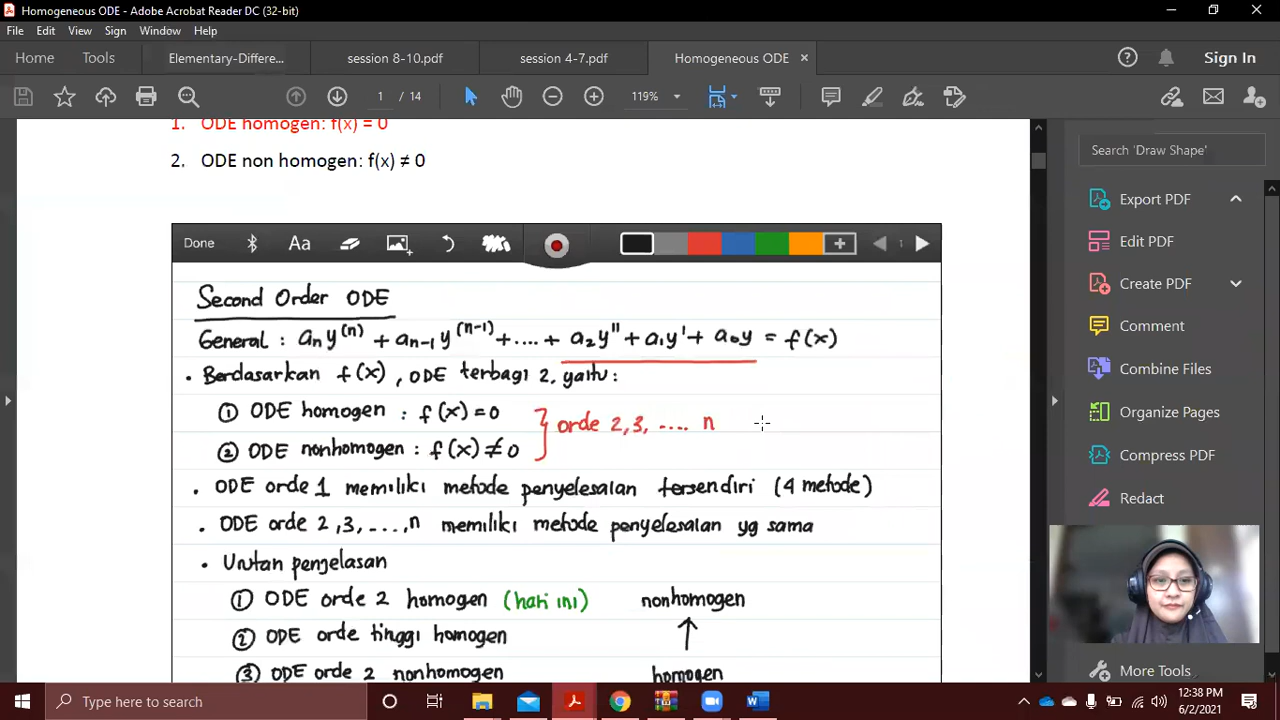 Homogeneous ODE - Adobe Acrobat Reader DC (32-bit)
File Edit View Sign Window Help
Home Tools Elementary-Differe... session 8-10.pdf session 4-7.pdf Homogeneous ODE × Sign In
1 / 14 119%
1. ODE homogen: f(x) = 0
2. ODE non homogen: f(x) ≠ 0
Search 'Draw Shape'
Export PDF
Edit PDF
Create PDF
Comment
Combine Files
Organize Pages
Compress PDF
Redact
More Tools
Done Aa 1
Second Order ODE
General : aₙy⁽ⁿ⁾ + aₙ₋₁y⁽ⁿ⁻¹⁾ + .... + a₂y" + a₁y' + a₀y = f(x)
• Berdasarkan f(x), ODE terbagi 2, yaitu :
① ODE homogen : f(x) = 0
② ODE nonhomogen : f(x) ≠ 0
} orde 2,3, .... n
• ODE orde 1 memiliki metode penyelesaian tersendiri (4 metode)
• ODE orde 2,3,...,n memiliki metode penyelesaian yg sama
• Urutan penjelasan
① ODE orde 2 homogen (hari ini) nonhomogen
② ODE orde tinggi homogen ↑
③ ODE orde 2 nonhomogen homogen
Type here to search
12:38 PM
6/2/2021